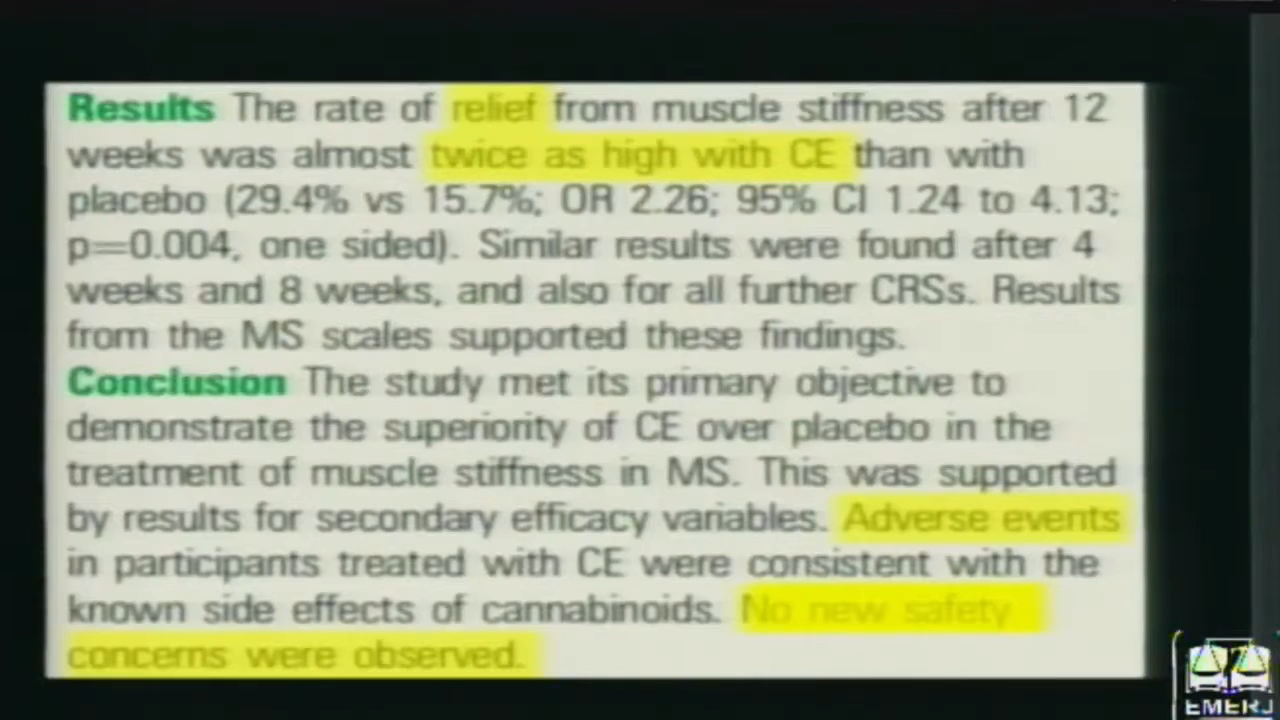 Results The rate of relief from muscle stiffness after 12
weeks was almost twice as high with CE than with
placebo (29.4% vs 15.7%; OR 2.26; 95% CI 1.24 to 4.13;
p=0.004, one sided). Similar results were found after 4
weeks and 8 weeks, and also for all further CRSs. Results
from the MS scales supported these findings.
Conclusion The study met its primary objective to
demonstrate the superiority of CE over placebo in the
treatment of muscle stiffness in MS. This was supported
by results for secondary efficacy variables. Adverse events
in participants treated with CE were consistent with the
known side effects of cannabinoids. No new safety
concerns were observed.
EMERJ